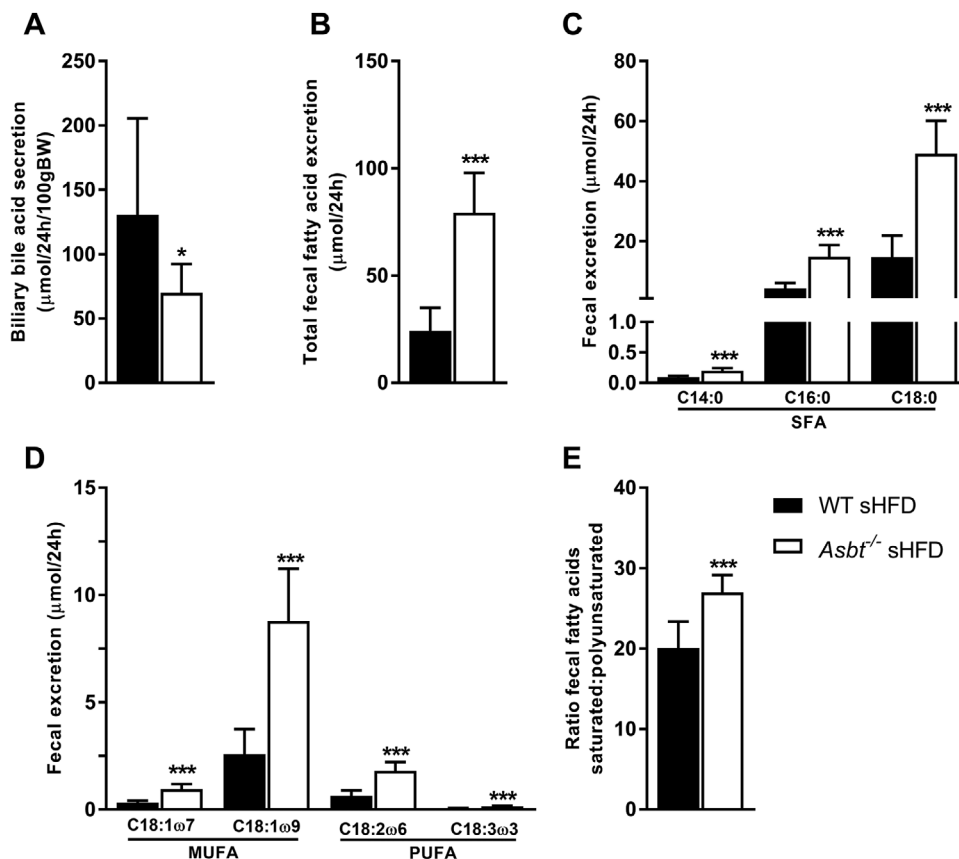 A
Biliary bile acid secretion
(μmol/24h/100gBW)
250
200
150
100
50
0
*
B
Total fecal fatty acid excretion
(μmol/24h)
150
100
50
0
***
C
Fecal excretion (μmol/24h)
80
60
40
20
1.0
0.5
0.0
***
***
***
C14:0 C16:0 C18:0
SFA
D
Fecal excretion (μmol/24h)
15
10
5
0
***
***
***
***
C18:1ω7 C18:1ω9 C18:2ω6 C18:3ω3
MUFA PUFA
E
Ratio fecal fatty acids
saturated:polyunsaturated
40
30
20
10
0
***
WT sHFD
Asbt-/- sHFD